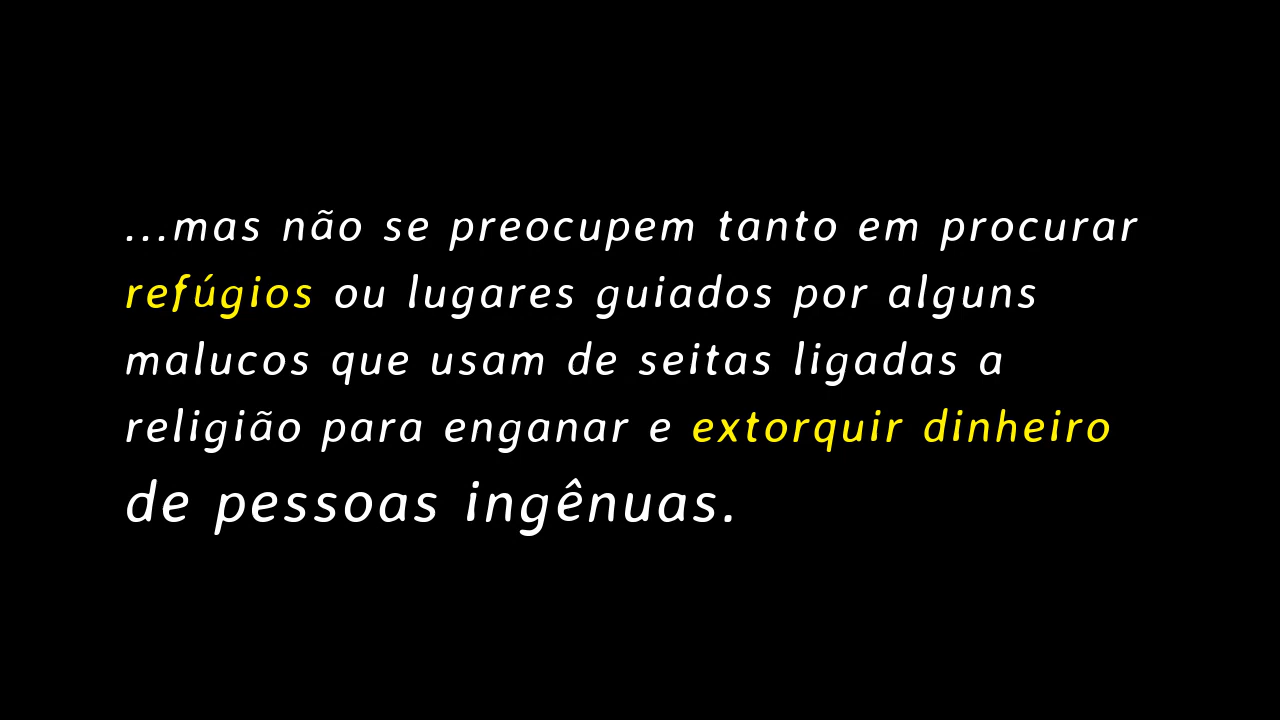 ...mas não se preocupem tanto em procurar
refúgios ou lugares guiados por alguns
malucos que usam de seitas ligadas a
religião para enganar e extorquir dinheiro
de pessoas ingênuas.